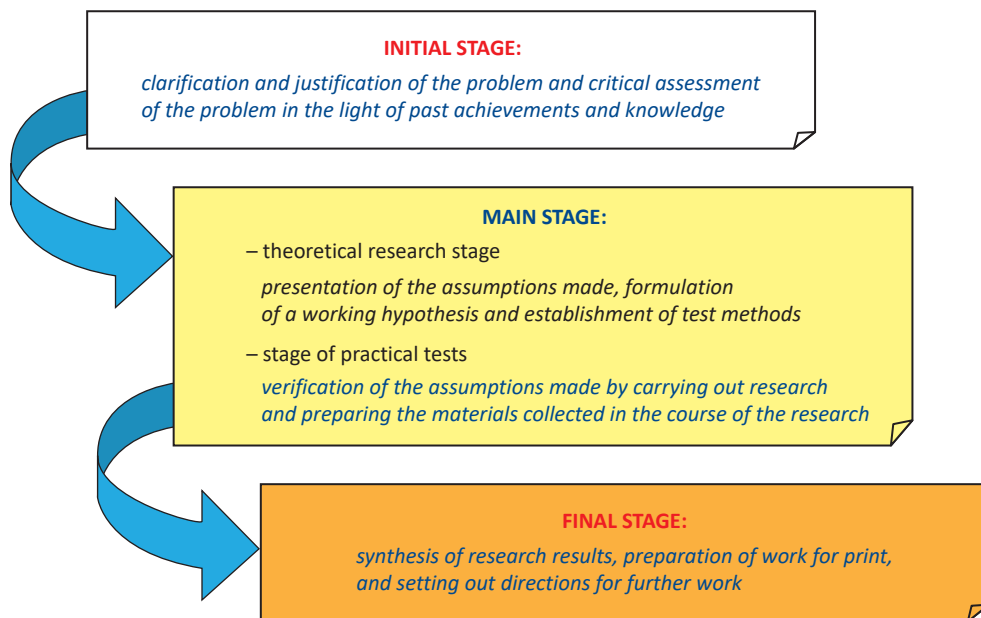 INITIAL STAGE:
clarification and justification of the problem and critical assessment
of the problem in the light of past achievements and knowledge
MAIN STAGE:
– theoretical research stage
presentation of the assumptions made, formulation
of a working hypothesis and establishment of test methods
– stage of practical tests
verification of the assumptions made by carrying out research
and preparing the materials collected in the course of the research
FINAL STAGE:
synthesis of research results, preparation of work for print,
and setting out directions for further work